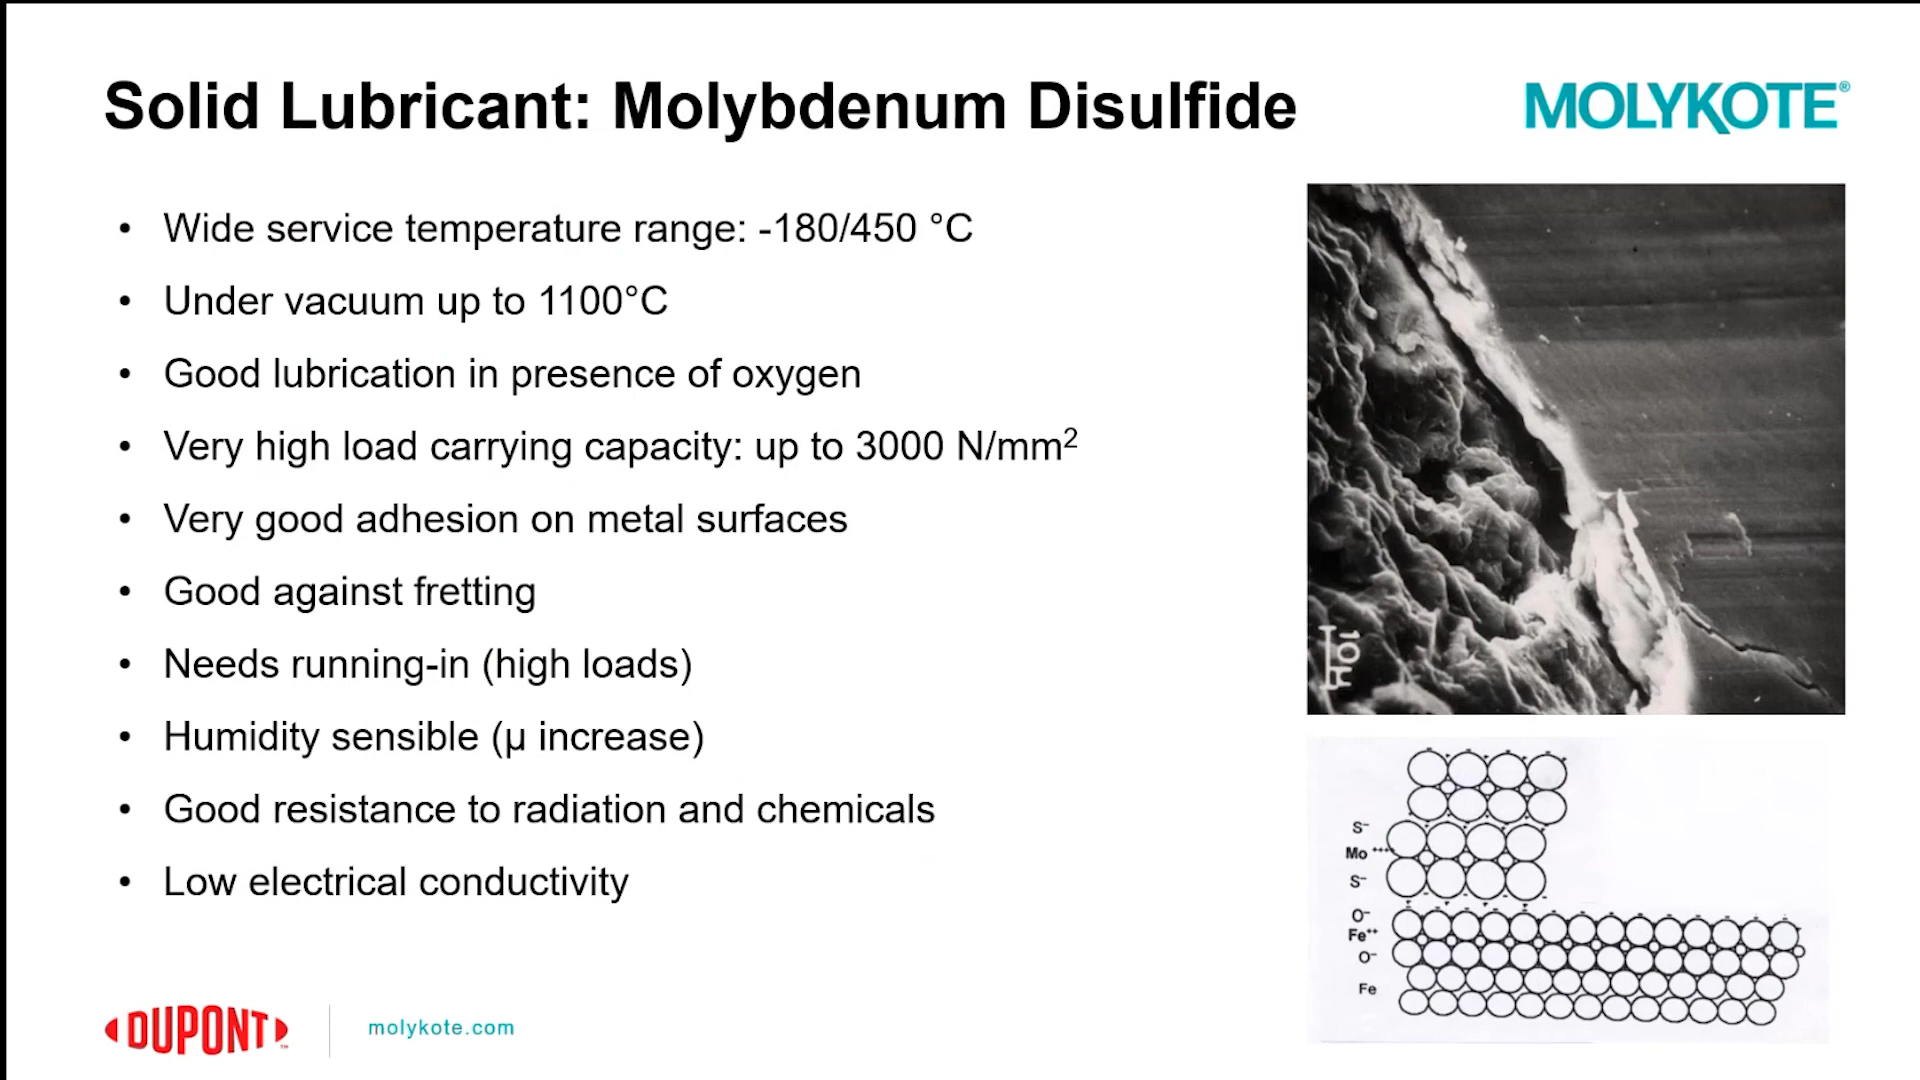 Solid Lubricant: Molybdenum Disulfide
MOLYKOTE®
• Wide service temperature range: -180/450 °C
• Under vacuum up to 1100°C
• Good lubrication in presence of oxygen
• Very high load carrying capacity: up to 3000 N/mm²
• Very good adhesion on metal surfaces
• Good against fretting
• Needs running-in (high loads)
• Humidity sensible (μ increase)
• Good resistance to radiation and chemicals
• Low electrical conductivity
10
S⁻
Mo⁺⁺⁺⁺
S⁻
O⁻
Fe⁺⁺
O⁻
Fe
DUPONT™
molykote.com